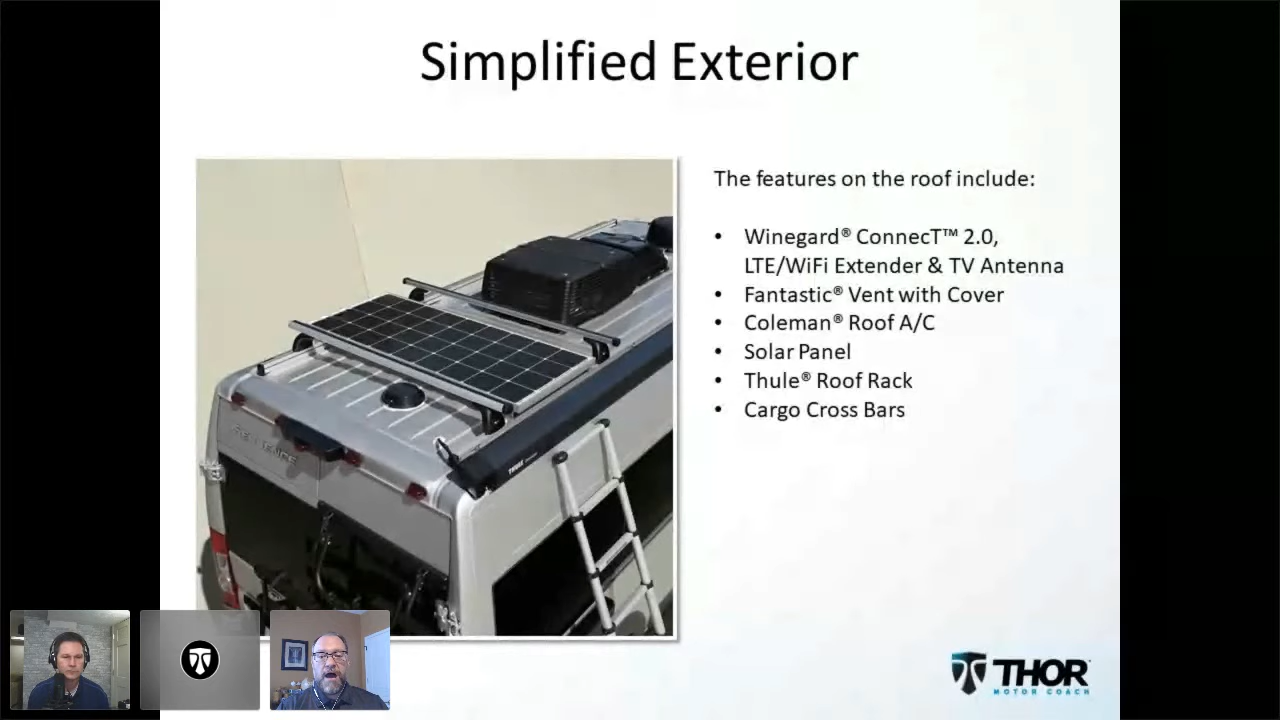 Simplified Exterior
The features on the roof include:
• Winegard® ConnecT™ 2.0,
LTE/WiFi Extender & TV Antenna
• Fantastic® Vent with Cover
• Coleman® Roof A/C
• Solar Panel
• Thule® Roof Rack
• Cargo Cross Bars
THULE
THOR
MOTOR COACH